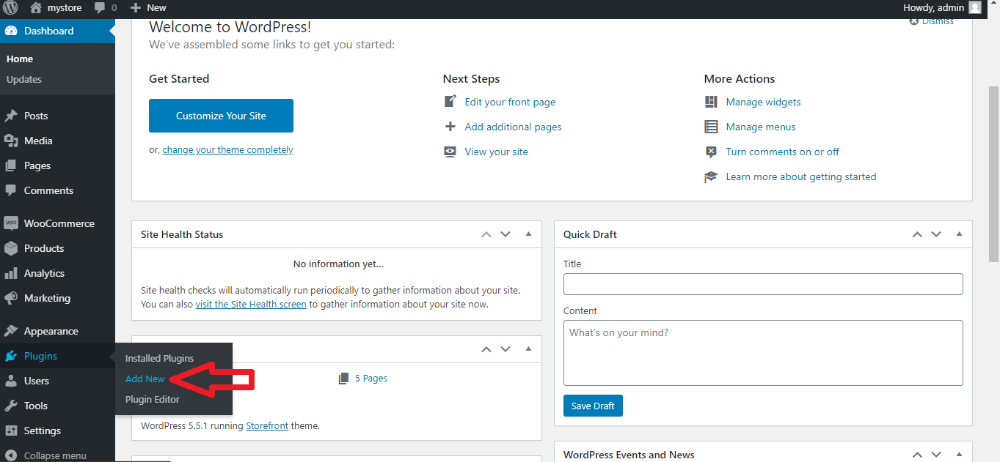 mystore 0 New Howdy, admin
Dashboard
Home
Updates
Posts
Media
Pages
Comments
WOO WooCommerce
Products
Analytics
Marketing
Appearance
Plugins
Installed Plugins
Add New
Plugin Editor
Users
Tools
Settings
Collapse menu
Welcome to WordPress!
Dismiss
We've assembled some links to get you started:
Get Started
Customize Your Site
or, change your theme completely
Next Steps
Edit your front page
Add additional pages
View your site
More Actions
Manage widgets
Manage menus
Turn comments on or off
Learn more about getting started
Site Health Status
No information yet...
Site health checks will automatically run periodically to gather information about your site.
You can also visit the Site Health screen to gather information about your site now.
5 Pages
WordPress 5.5.1 running Storefront theme.
Quick Draft
Title
Content
What's on your mind?
Save Draft
WordPress Events and News